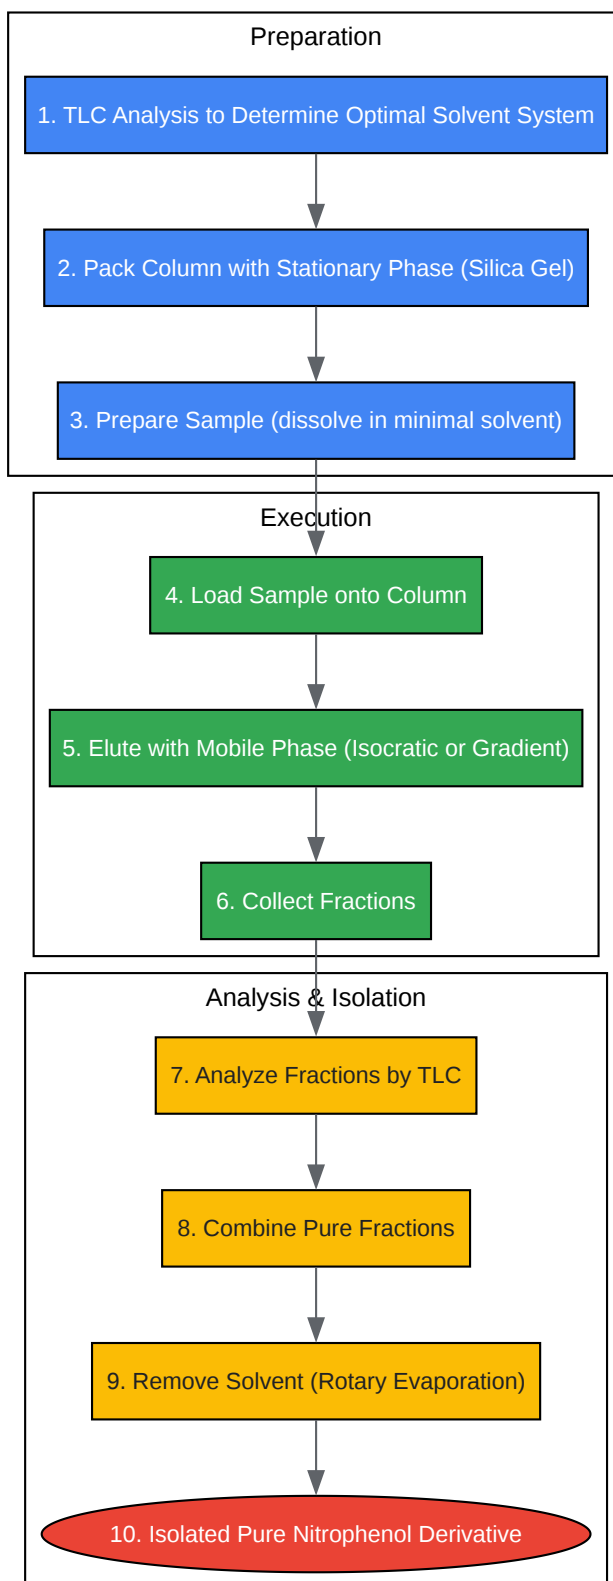 Preparation
1. TLC Analysis to Determine Optimal Solvent System
2. Pack Column with Stationary Phase (Silica Gel)
3. Prepare Sample (dissolve in minimal solvent)
Execution
4. Load Sample onto Column
5. Elute with Mobile Phase (Isocratic or Gradient)
6. Collect Fractions
Analysis & Isolation
7. Analyze Fractions by TLC
8. Combine Pure Fractions
9. Remove Solvent (Rotary Evaporation)
10. Isolated Pure Nitrophenol Derivative